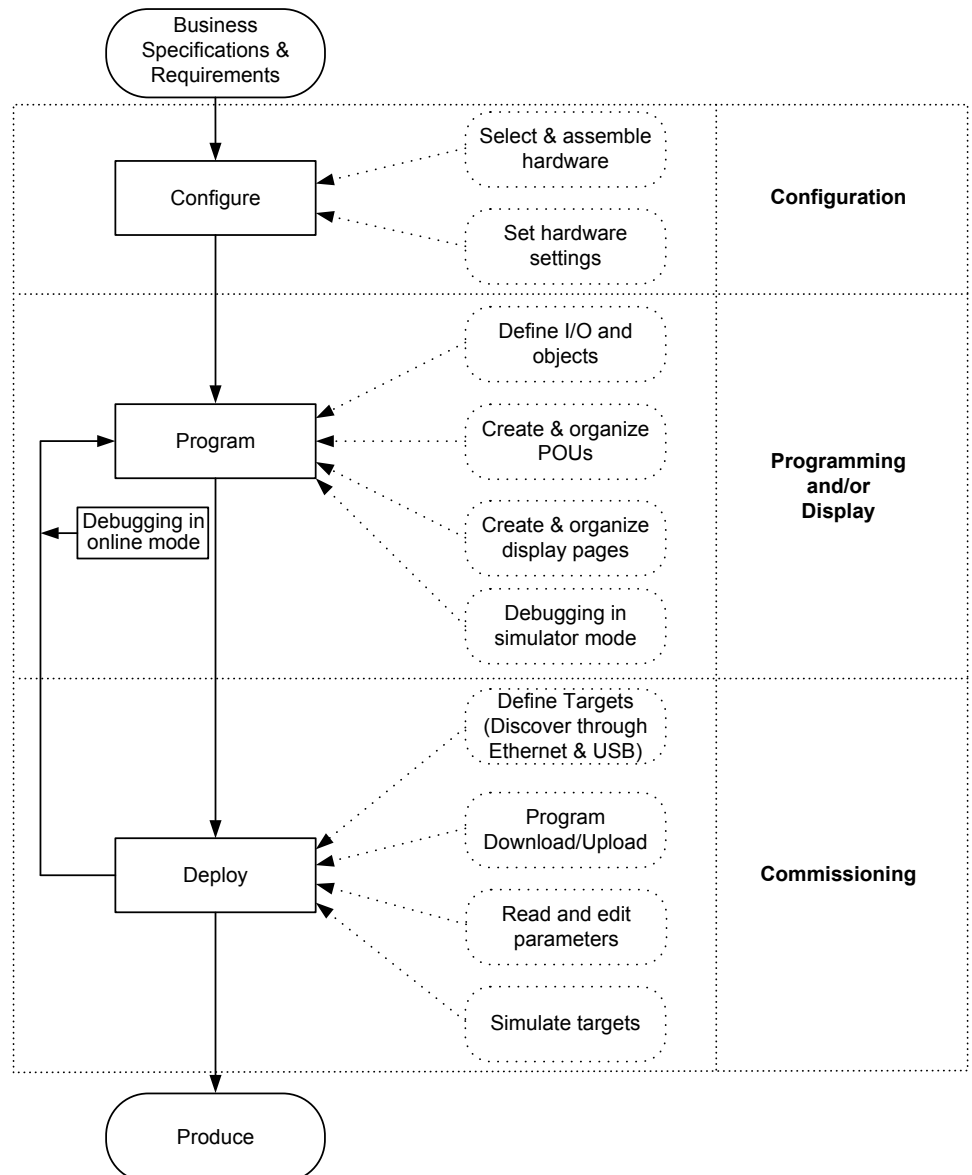 Business
Specifications &
Requirements
Select & assemble
hardware
Configure
Configuration
Set hardware
settings
Define I/O and
objects
Program
Create & organize
POUs
Programming
and/or
Display
Debugging in
online mode
Create & organize
display pages
Debugging in
simulator mode
Define Targets
(Discover through
Ethernet & USB)
Program
Download/Upload
Deploy
Commissioning
Read and edit
parameters
Simulate targets
Produce